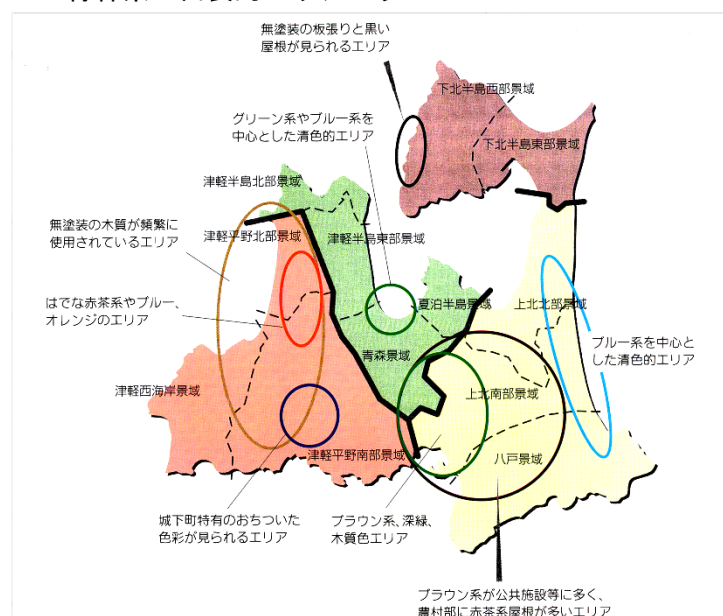 無塗装の板張りと黒い
屋根が見られるエリア
下北半島西部景域
グリーン系やブルー系を
中心とした清色的エリア
下北半島東部景域
津軽半島北部景域
無塗装の木質が頻繁に
使用されているエリア
津軽平野北部景域
津軽半島東部景域
はでな赤茶系やブルー、
オレンジのエリア
夏泊半島景域
上北北部景域
ブルー系を中心と
した清色的エリア
青森景域
津軽西海岸景域
上北南部景域
津軽平野南部景域
八戸景域
城下町特有のおちついた
色彩が見られるエリア
ブラウン系、深緑、
木質色エリア
ブラウン系が公共施設等に多く、
農村部に赤茶系屋根が多いエリア